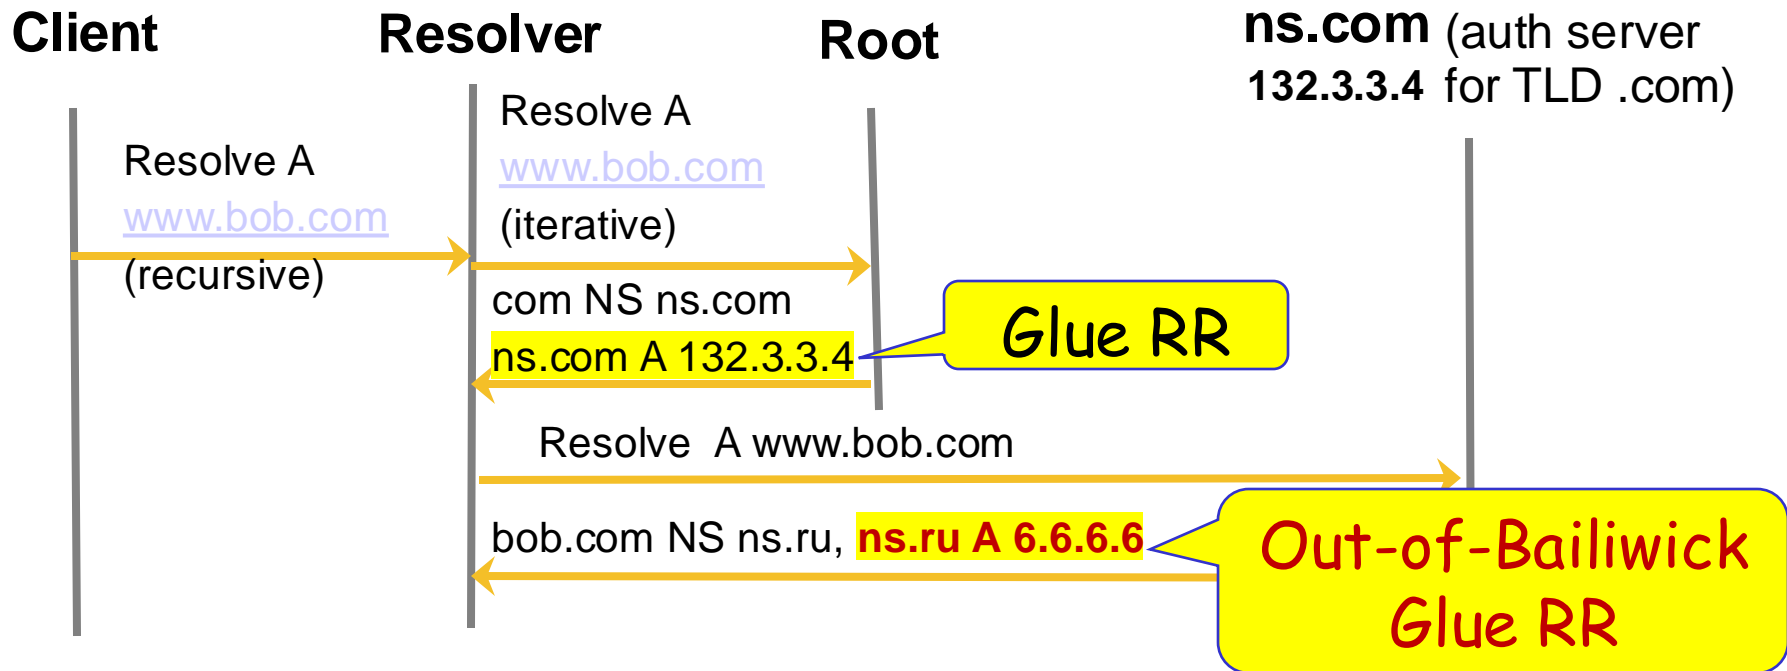 Client
Resolver
Root
ns.com (auth server
132.3.3.4 for TLD .com)
Resolve A
www.bob.com
(recursive)
Resolve A
www.bob.com
(iterative)
com NS ns.com
ns.com A 132.3.3.4
Glue RR
Resolve A www.bob.com
bob.com NS ns.ru, ns.ru A 6.6.6.6
Out-of-Bailiwick
Glue RR